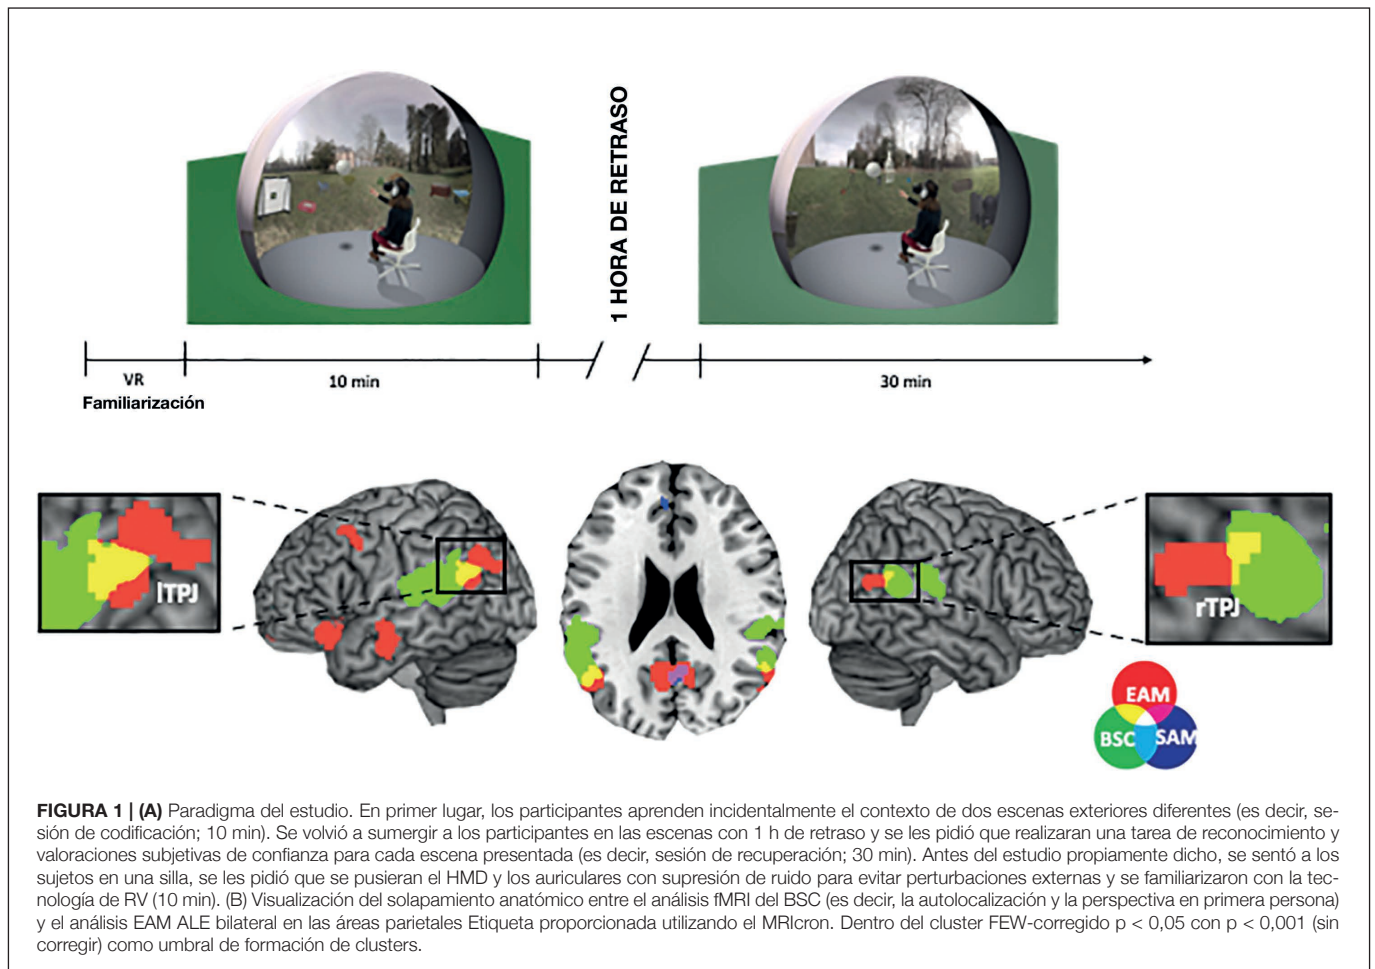 1 HORA DE RETRASO
VR
Familiarización
10 min
30 min
lTPJ
rTPJ
EAM
BSC
SAM
FIGURA 1 | (A) Paradigma del estudio. En primer lugar, los participantes aprenden incidentalmente el contexto de dos escenas exteriores diferentes (es decir, se-
sión de codificación; 10 min). Se volvió a sumergir a los participantes en las escenas con 1 h de retraso y se les pidió que realizaran una tarea de reconocimiento y
valoraciones subjetivas de confianza para cada escena presentada (es decir, sesión de recuperación; 30 min). Antes del estudio propiamente dicho, se sentó a los
sujetos en una silla, se les pidió que se pusieran el HMD y los auriculares con supresión de ruido para evitar perturbaciones externas y se familiarizaron con la tec-
nología de RV (10 min). (B) Visualización del solapamiento anatómico entre el análisis fMRI del BSC (es decir, la autolocalización y la perspectiva en primera persona)
y el análisis EAM ALE bilateral en las áreas parietales Etiqueta proporcionada utilizando el MRIcron. Dentro del cluster FEW-corregido p < 0,05 con p < 0,001 (sin
corregir) como umbral de formación de clusters.